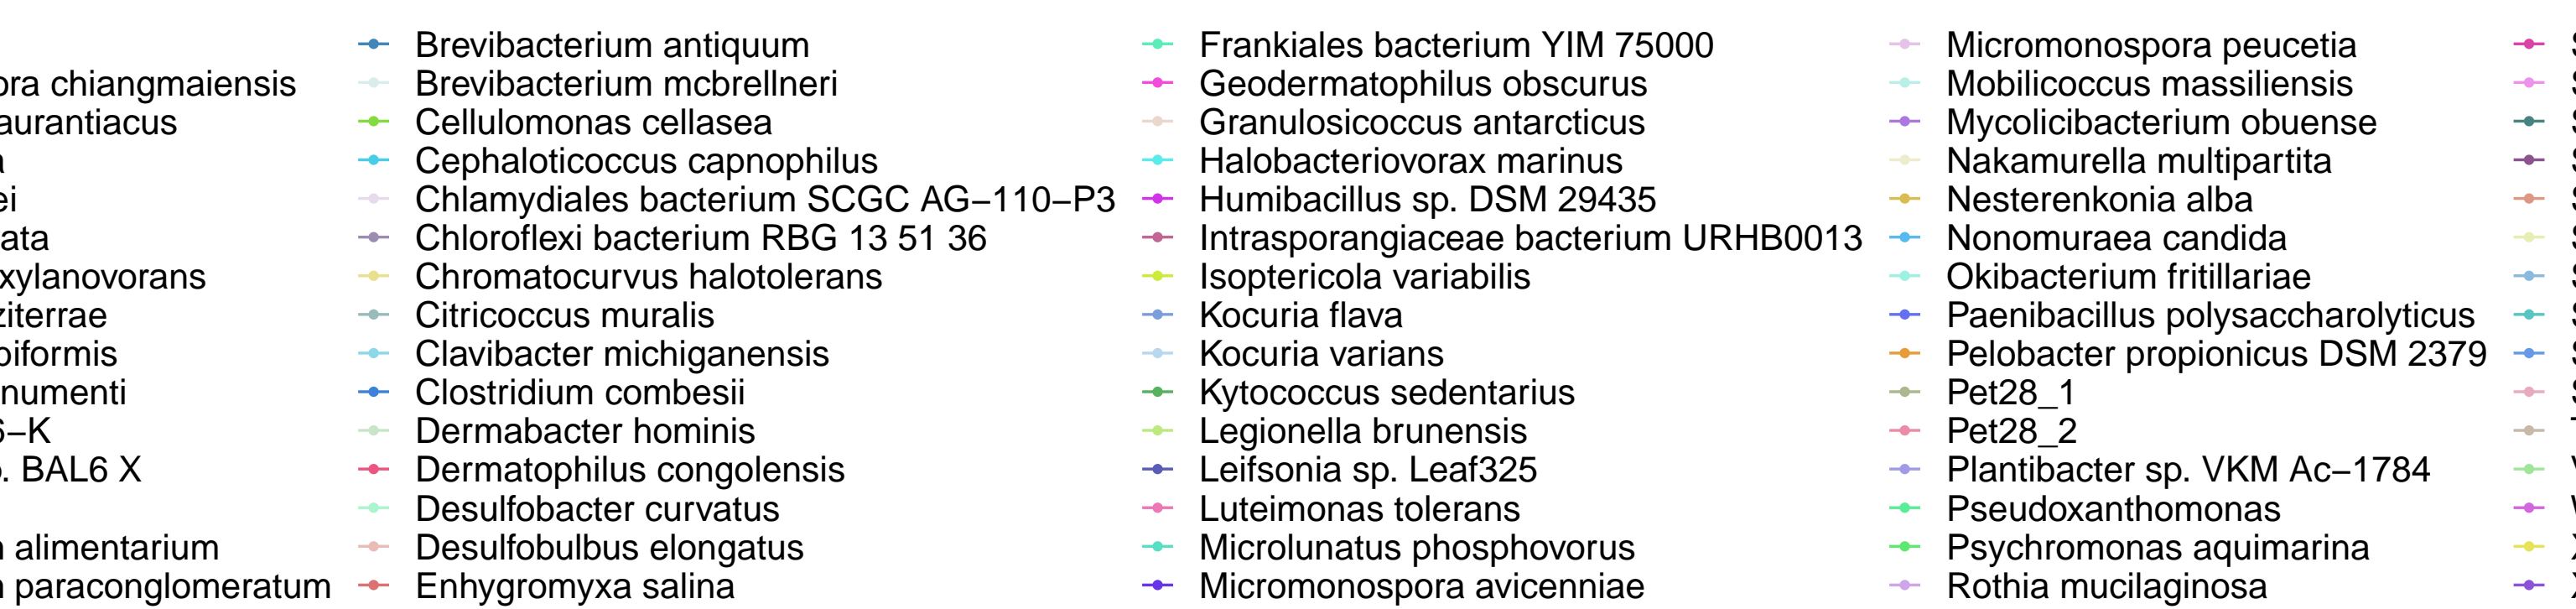 ora chiangmaiensis
aurantiacus
a
ei
ata
xylanovorans
ziterrae
piformis
numenti
6–K
. BAL6 X
alimentarium
paraconglomeratum
Brevibacterium antiquum
Brevibacterium mcbrellneri
Cellulomonas cellasea
Cephaloticoccus capnophilus
Chlamydiales bacterium SCGC AG–110–P3
Chloroflexi bacterium RBG 13 51 36
Chromatocurvus halotolerans
Citricoccus muralis
Clavibacter michiganensis
Clostridium combesii
Dermabacter hominis
Dermatophilus congolensis
Desulfobacter curvatus
Desulfobulbus elongatus
Enhygromyxa salina
Frankiales bacterium YIM 75000
Geodermatophilus obscurus
Granulosicoccus antarcticus
Halobacteriovorax marinus
Humibacillus sp. DSM 29435
Intrasporangiaceae bacterium URHB0013
Isoptericola variabilis
Kocuria flava
Kocuria varians
Kytococcus sedentarius
Legionella brunensis
Leifsonia sp. Leaf325
Luteimonas tolerans
Microlunatus phosphovorus
Micromonospora avicenniae
Micromonospora peucetia
Mobilicoccus massiliensis
Mycolicibacterium obuense
Nakamurella multipartita
Nesterenkonia alba
Nonomuraea candida
Okibacterium fritillariae
Paenibacillus polysaccharolyticus
Pelobacter propionicus DSM 2379
Pet28_1
Pet28_2
Plantibacter sp. VKM Ac–1784
Pseudoxanthomonas
Psychromonas aquimarina
Rothia mucilaginosa